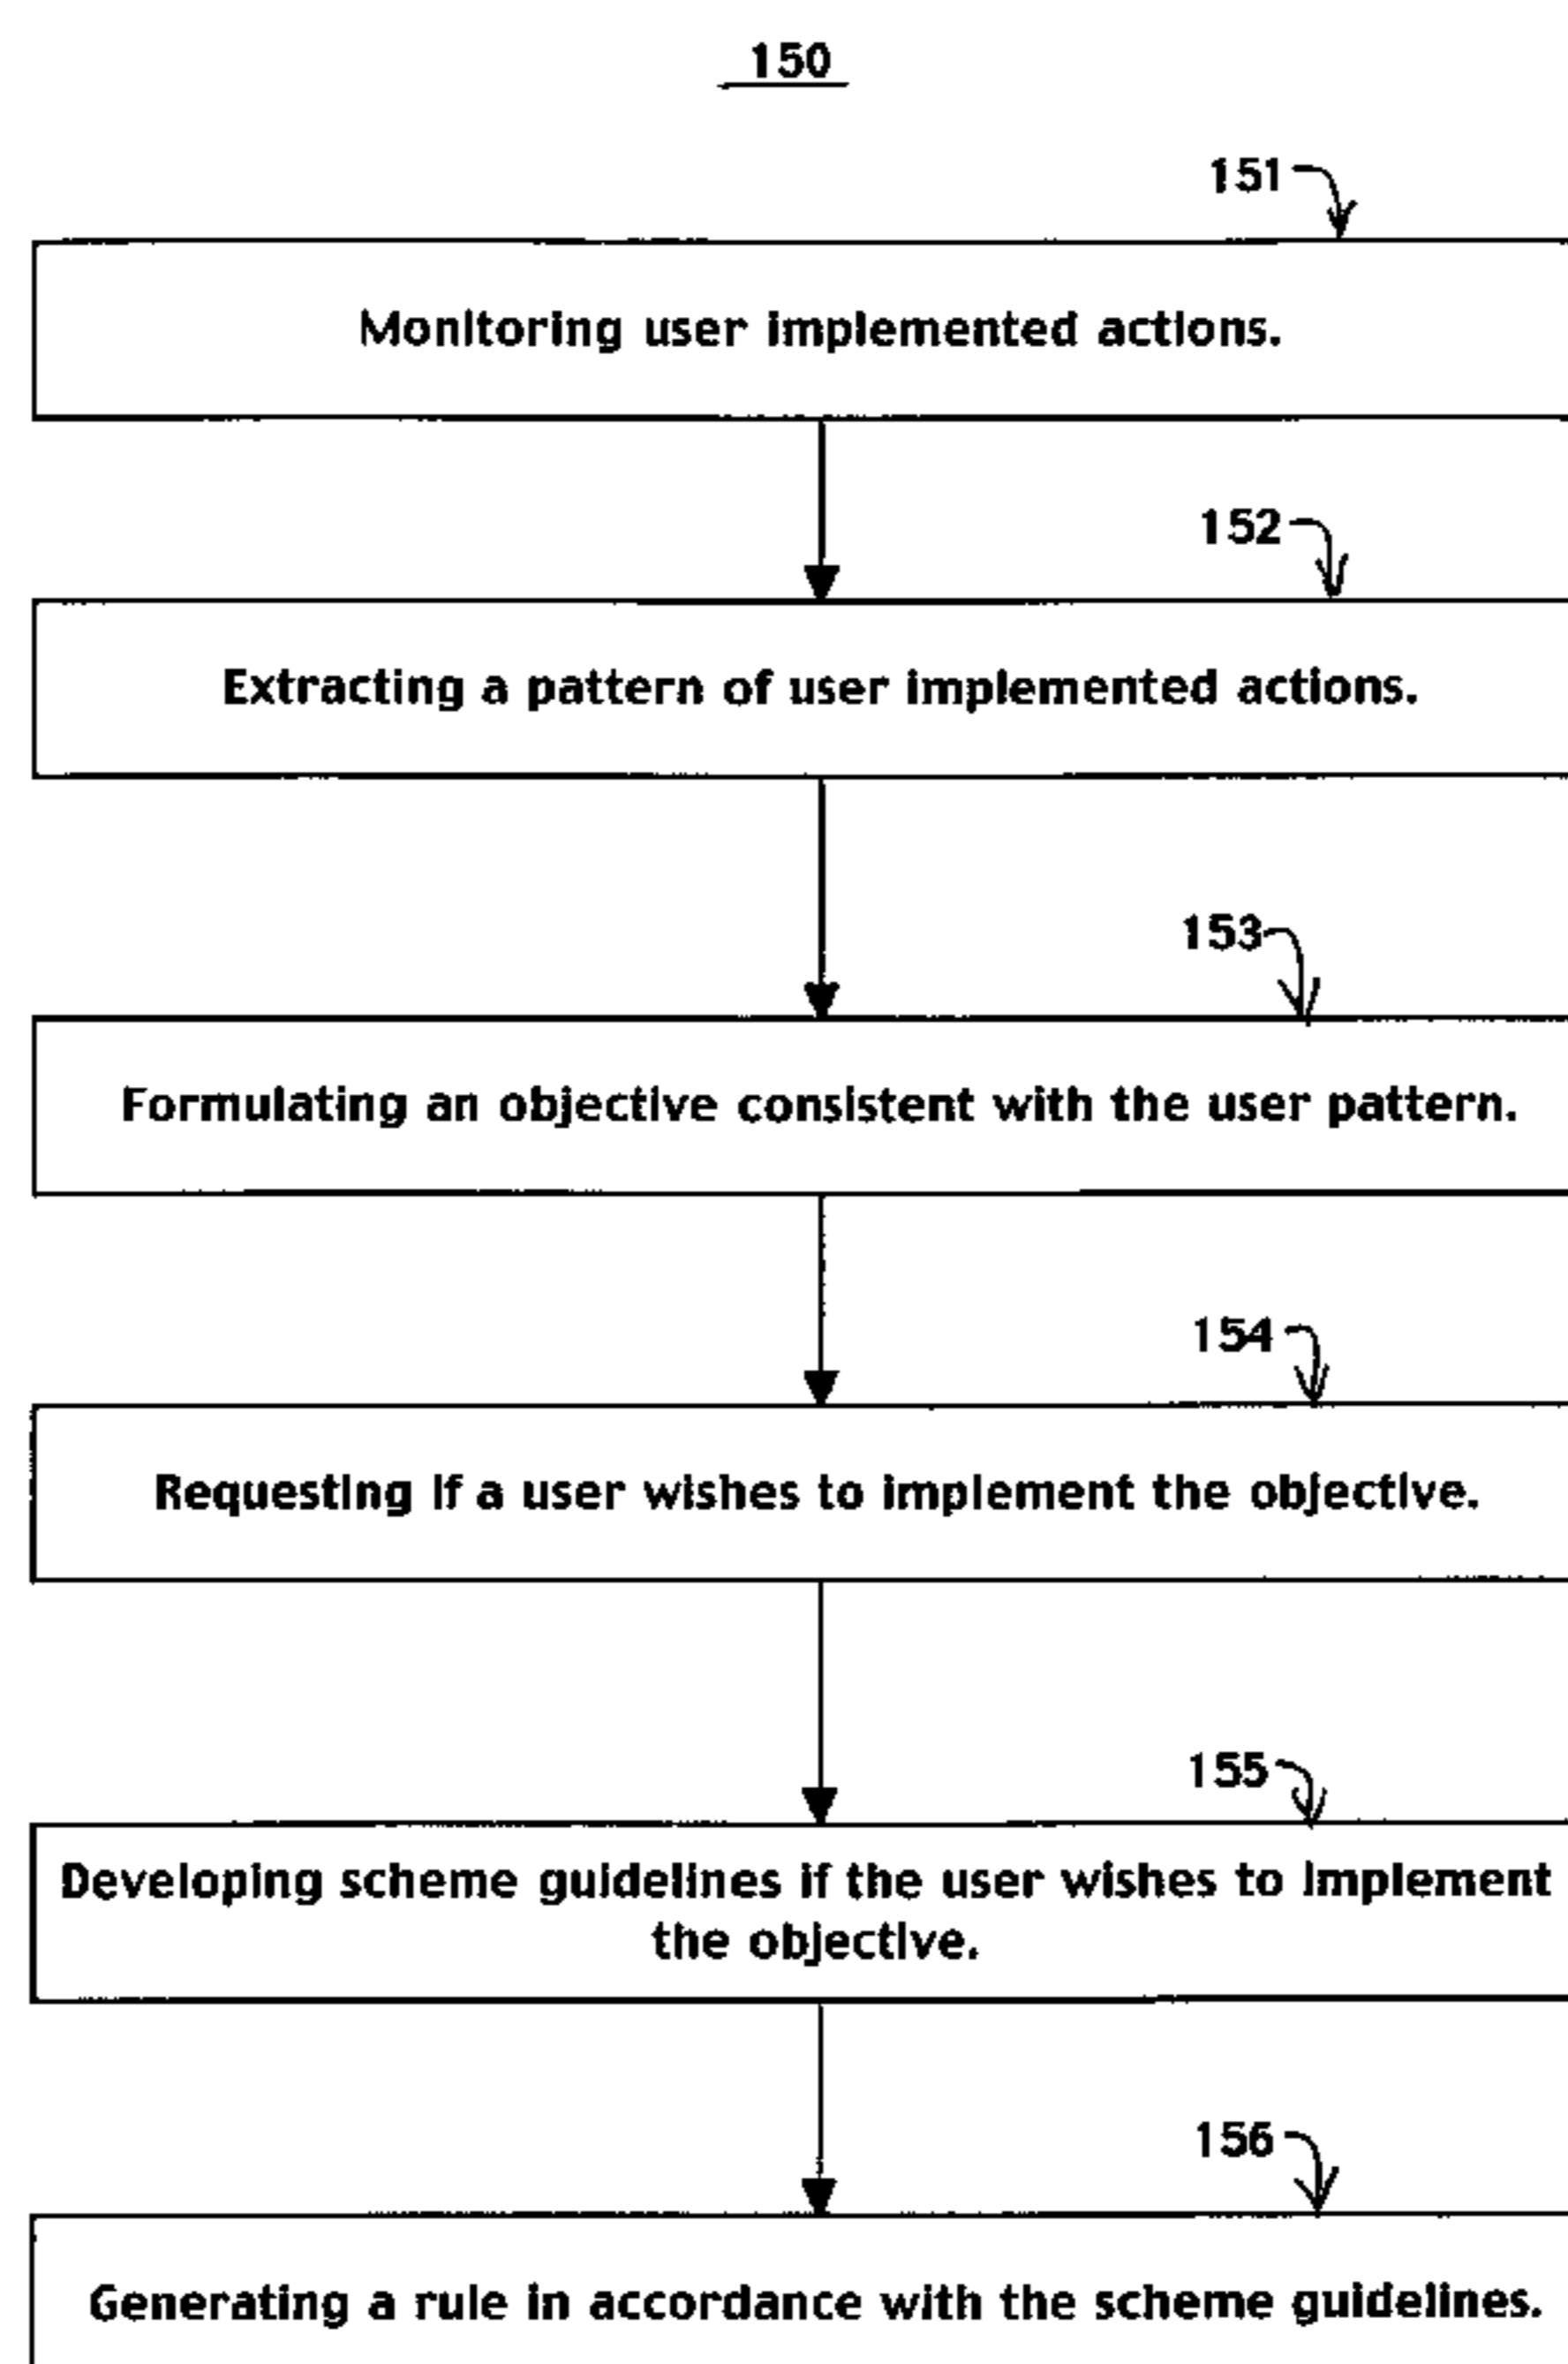 150
151
Monitoring user implemented actions.
152
Extracting a pattern of user implemented actions.
153
Formulating an objective consistent with the user pattern.
154
Requesting if a user wishes to implement the objective.
155
Developing scheme guidelines if the user wishes to implement
the objective.
156
Generating a rule in accordance with the scheme guidelines.